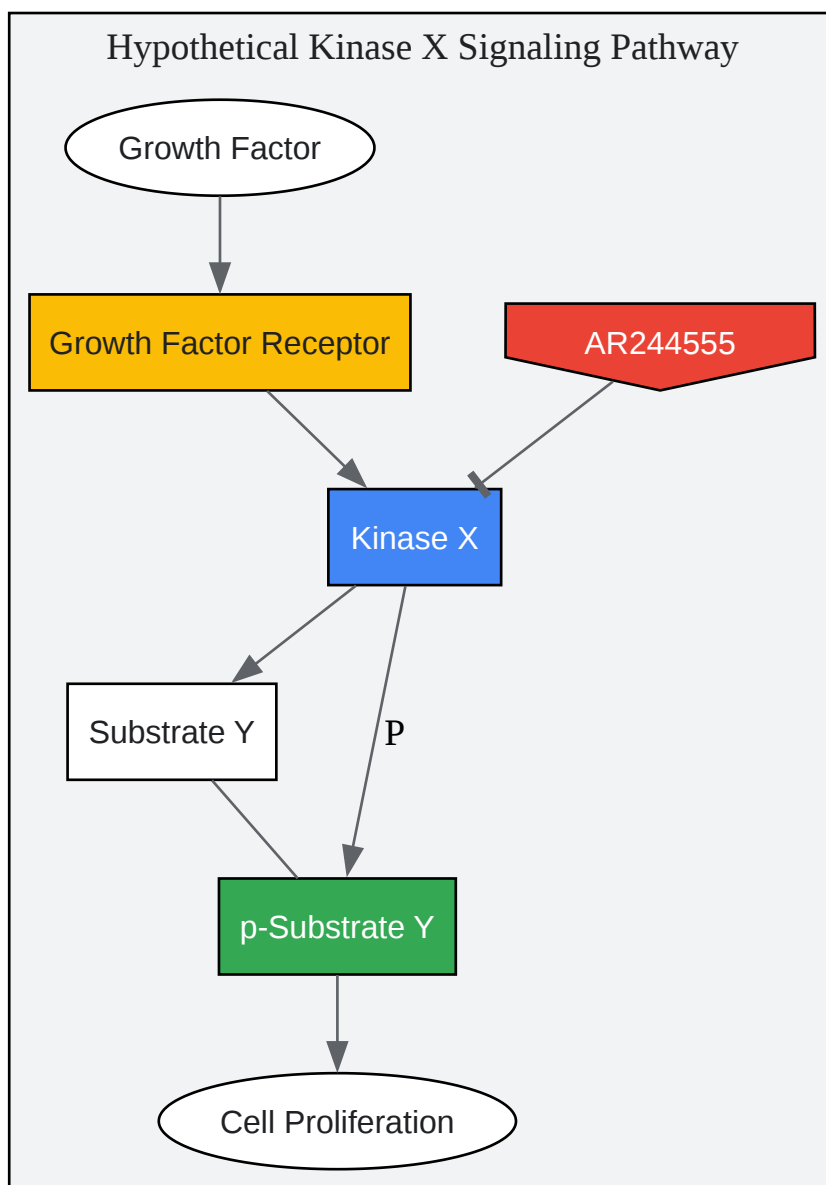 Hypothetical Kinase X Signaling Pathway
Growth Factor
Growth Factor Receptor
AR244555
Kinase X
Substrate Y
P
p-Substrate Y
Cell Proliferation